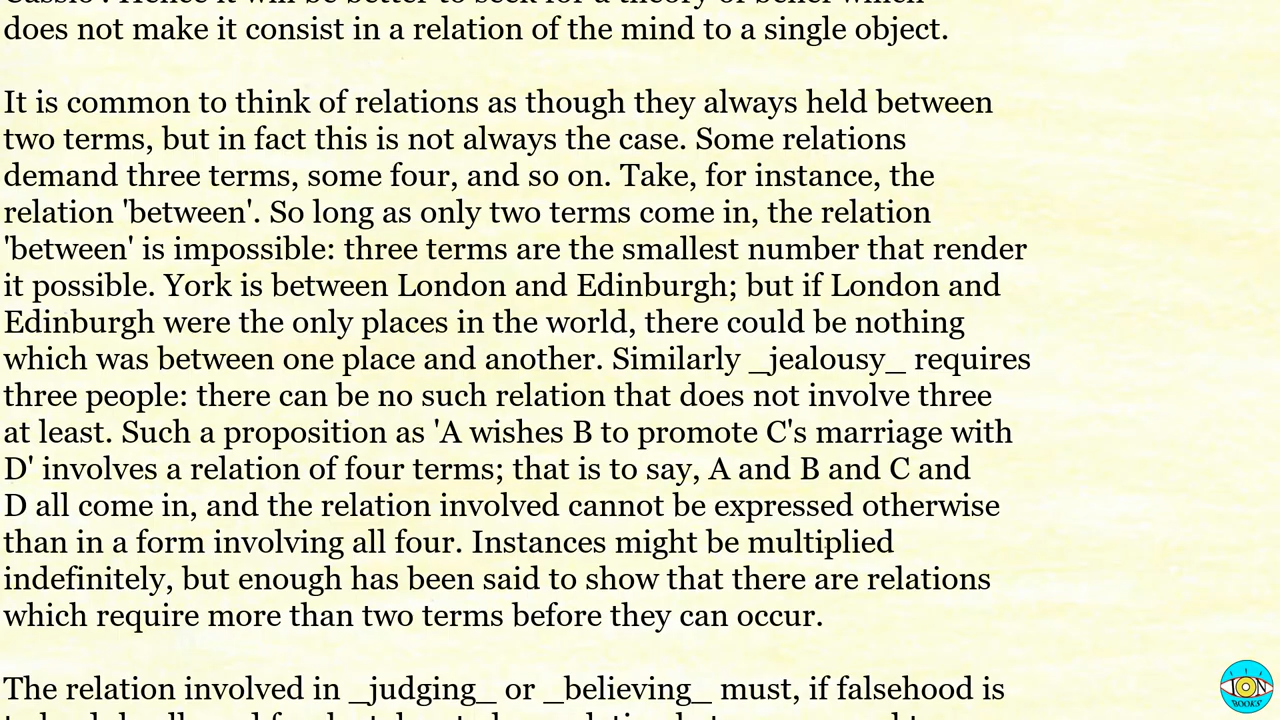 does not make it consist in a relation of the mind to a single object.
It is common to think of relations as though they always held between
two terms, but in fact this is not always the case. Some relations
demand three terms, some four, and so on. Take, for instance, the
relation 'between'. So long as only two terms come in, the relation
'between' is impossible: three terms are the smallest number that render
it possible. York is between London and Edinburgh; but if London and
Edinburgh were the only places in the world, there could be nothing
which was between one place and another. Similarly _jealousy_ requires
three people: there can be no such relation that does not involve three
at least. Such a proposition as 'A wishes B to promote C's marriage with
D' involves a relation of four terms; that is to say, A and B and C and
D all come in, and the relation involved cannot be expressed otherwise
than in a form involving all four. Instances might be multiplied
indefinitely, but enough has been said to show that there are relations
which require more than two terms before they can occur.
The relation involved in _judging_ or _believing_ must, if falsehood is
ION
BOOKS